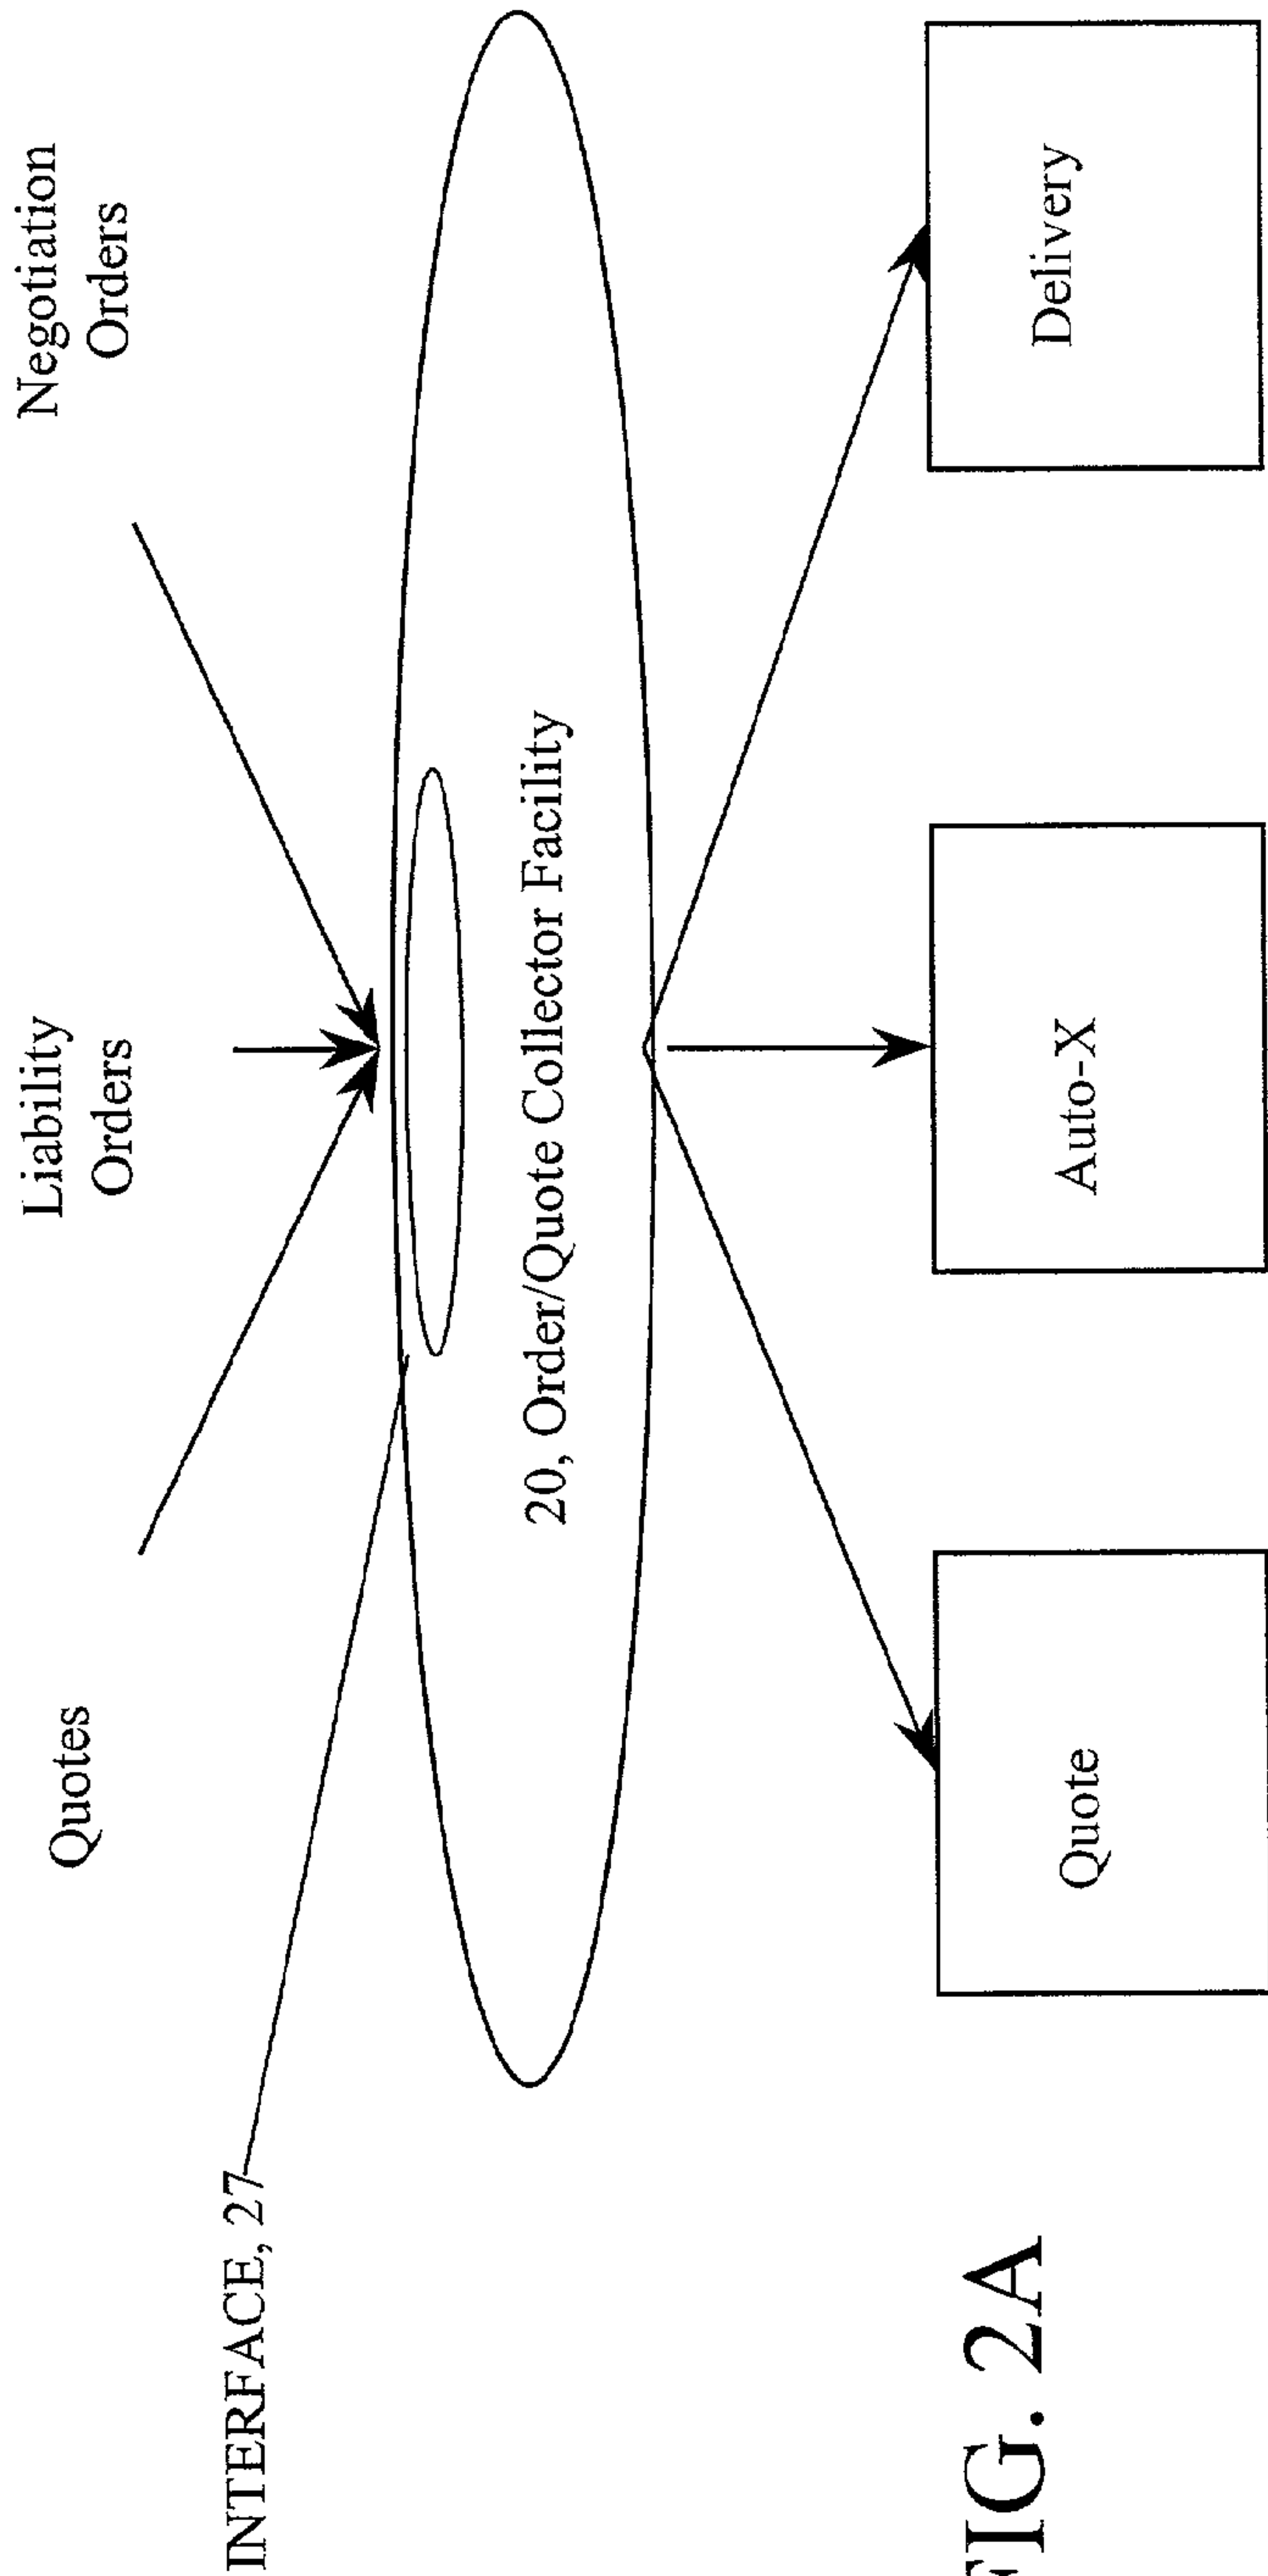 Quotes
Liability
Orders
Negotiation
Orders
INTERFACE, 27
20, Order/Quote Collector Facility
Quote
Auto-X
Delivery
FIG. 2A